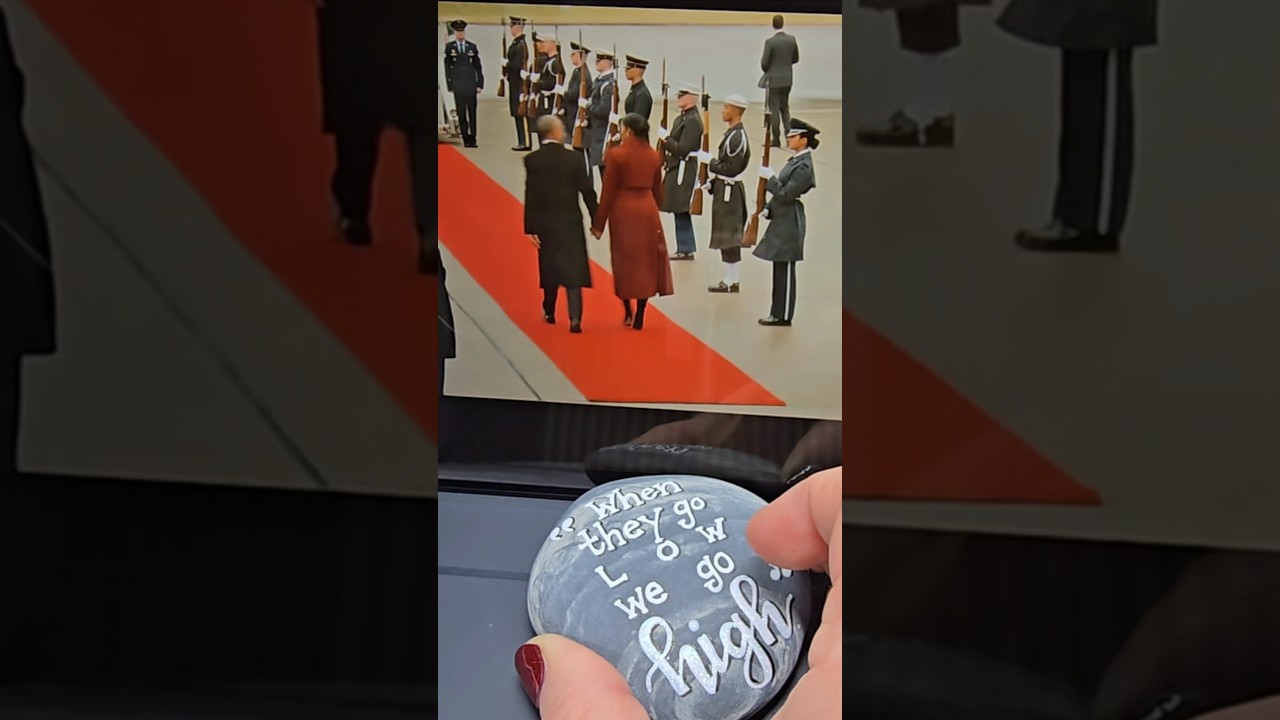 “ when
they go
L o w
we go
high ”